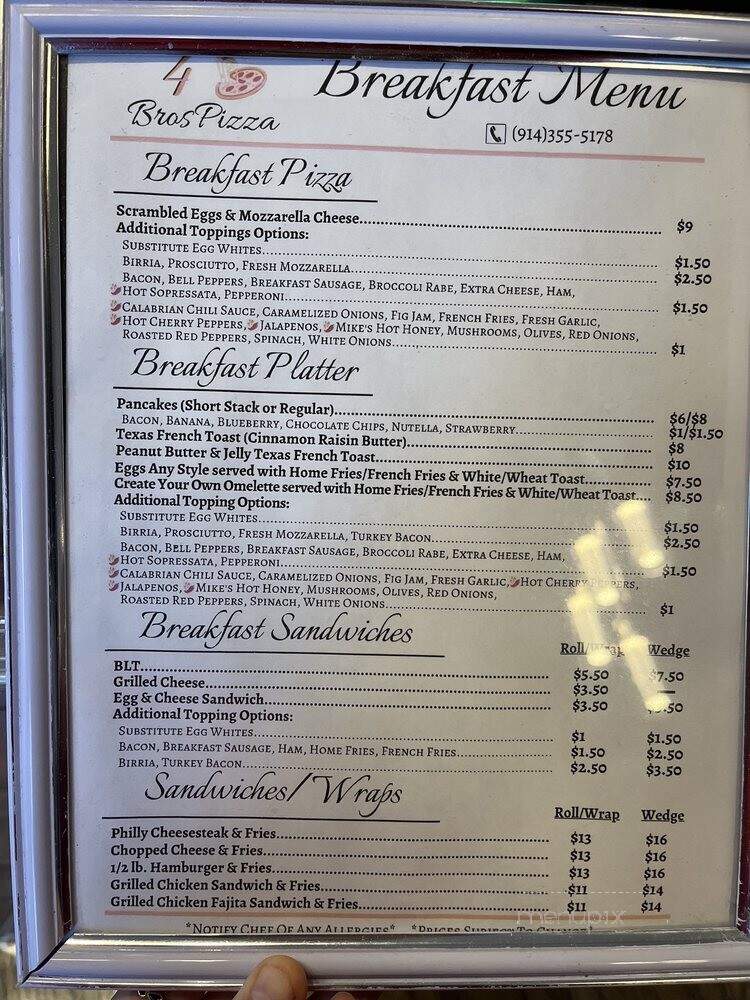 4
Bros Pizza
Breakfast Menu
(914)355-5178
Breakfast Pizza
Scrambled Eggs & Mozzarella Cheese........ $9
Additional Toppings Options:
Substitute Egg Whites........ $1.50
Birria, Prosciutto, Fresh Mozzarella........ $2.50
Bacon, Bell Peppers, Breakfast Sausage, Broccoli Rabe, Extra Cheese, Ham,
Hot Sopressata, Pepperoni........ $1.50
Calabrian Chili Sauce, Caramelized Onions, Fig Jam, French Fries, Fresh Garlic,
Hot Cherry Peppers, Jalapenos, Mike's Hot Honey, Mushrooms, Olives, Red Onions,
Roasted Red Peppers, Spinach, White Onions........ $1
Breakfast Platter
Pancakes (Short Stack or Regular)........ $6/$8
Bacon, Banana, Blueberry, Chocolate Chips, Nutella, Strawberry........ $1/$1.50
Texas French Toast (Cinnamon Raisin Butter)........ $8
Peanut Butter & Jelly Texas French Toast........ $10
Eggs Any Style served with Home Fries/French Fries & White/Wheat Toast........ $7.50
Create Your Own Omelette served with Home Fries/French Fries & White/Wheat Toast.... $8.50
Additional Topping Options:
Substitute Egg Whites........ $1.50
Birria, Prosciutto, Fresh Mozzarella, Turkey Bacon........ $2.50
Bacon, Bell Peppers, Breakfast Sausage, Broccoli Rabe, Extra Cheese, Ham,
Hot Sopressata, Pepperoni........ $1.50
Calabrian Chili Sauce, Caramelized Onions, Fig Jam, Fresh Garlic, Hot Cherry Peppers,
Jalapenos, Mike's Hot Honey, Mushrooms, Olives, Red Onions,
Roasted Red Peppers, Spinach, White Onions........ $1
Breakfast Sandwiches
Roll/Wrap Wedge
BLT........ $5.50 $7.50
Grilled Cheese........ $3.50 —
Egg & Cheese Sandwich........ $3.50
Additional Topping Options:
Substitute Egg Whites........ $1 $1.50
Bacon, Breakfast Sausage, Ham, Home Fries, French Fries........ $1.50 $2.50
Birria, Turkey Bacon........ $2.50 $3.50
Sandwiches/Wraps
Roll/Wrap Wedge
Philly Cheesesteak & Fries........ $13 $16
Chopped Cheese & Fries........ $13 $16
1/2 lb. Hamburger & Fries........ $13 $16
Grilled Chicken Sandwich & Fries........ $11 $14
Grilled Chicken Fajita Sandwich & Fries........ $11 $14
menupix
*Notify Chef Of Any Allergies* *Prices Subject To Change*